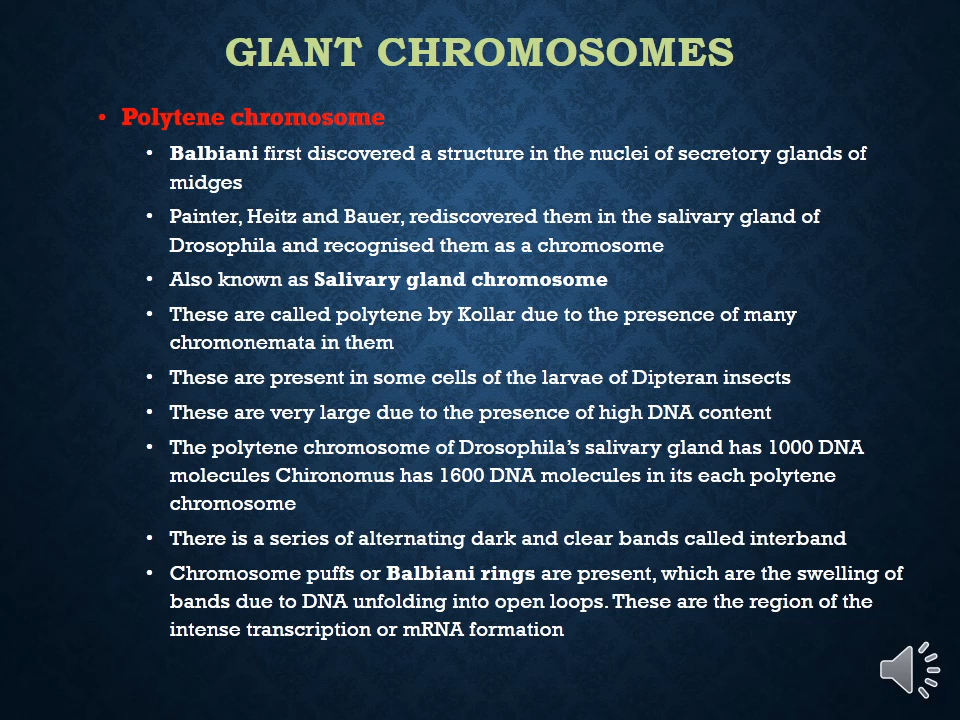 GIANT CHROMOSOMES
• Polytene chromosome
• Balbiani first discovered a structure in the nuclei of secretory glands of
midges
• Painter, Heitz and Bauer, rediscovered them in the salivary gland of
Drosophila and recognised them as a chromosome
• Also known as Salivary gland chromosome
• These are called polytene by Kollar due to the presence of many
chromonemata in them
• These are present in some cells of the larvae of Dipteran insects
• These are very large due to the presence of high DNA content
• The polytene chromosome of Drosophila's salivary gland has 1000 DNA
molecules Chironomus has 1600 DNA molecules in its each polytene
chromosome
• There is a series of alternating dark and clear bands called interband
• Chromosome puffs or Balbiani rings are present, which are the swelling of
bands due to DNA unfolding into open loops. These are the region of the
intense transcription or mRNA formation